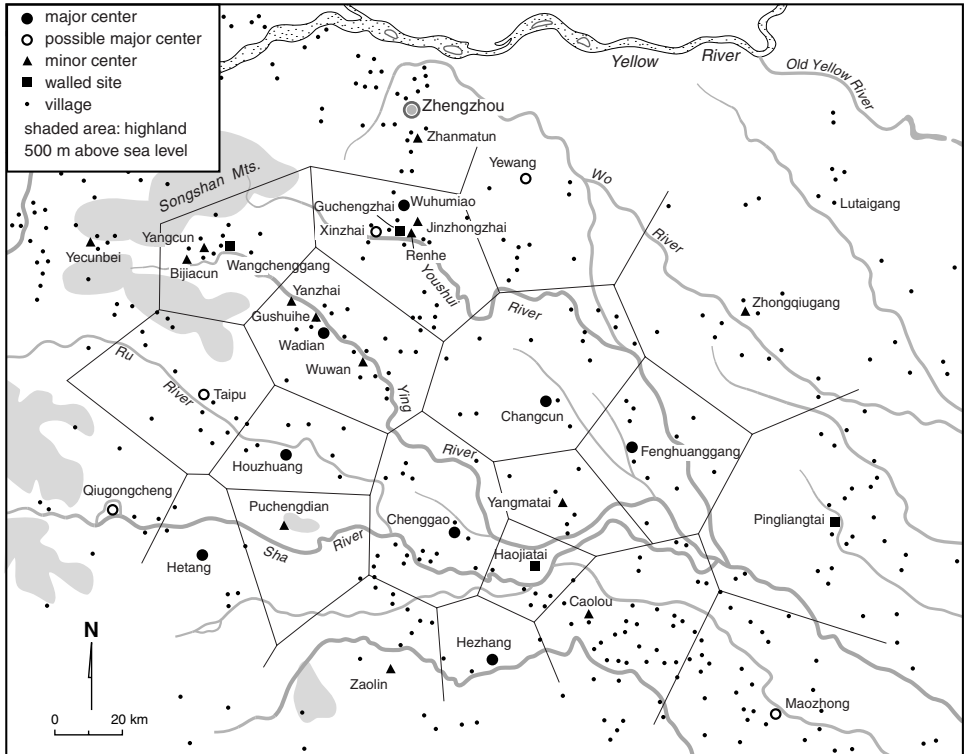 major center
possible major center
minor center
walled site
village
shaded area: highland
500 m above sea level
Yellow River
Old Yellow River
Zhengzhou
Zhanmatun
Yewang
Wo
River
Songshan Mts.
Guchengzhai
Wuhumiao
Lutaigang
Xinzhai
Jinzhongzhai
Yangcun
Renhe
Yecunbei
Bijiacun
Wangchenggang
Youshui
River
Yanzhai
Zhongqiugang
Gushuihe
Wadian
Ru
River
Wuwan
Ying
River
Taipu
Changcun
Houzhuang
Fenghuanggang
Qiugongcheng
Puchengdian
Yangmatai
Chenggao
Pingliangtai
Sha
River
Hetang
Haojiatai
Caolou
N
Hezhang
Zaolin
Maozhong
0 20 km